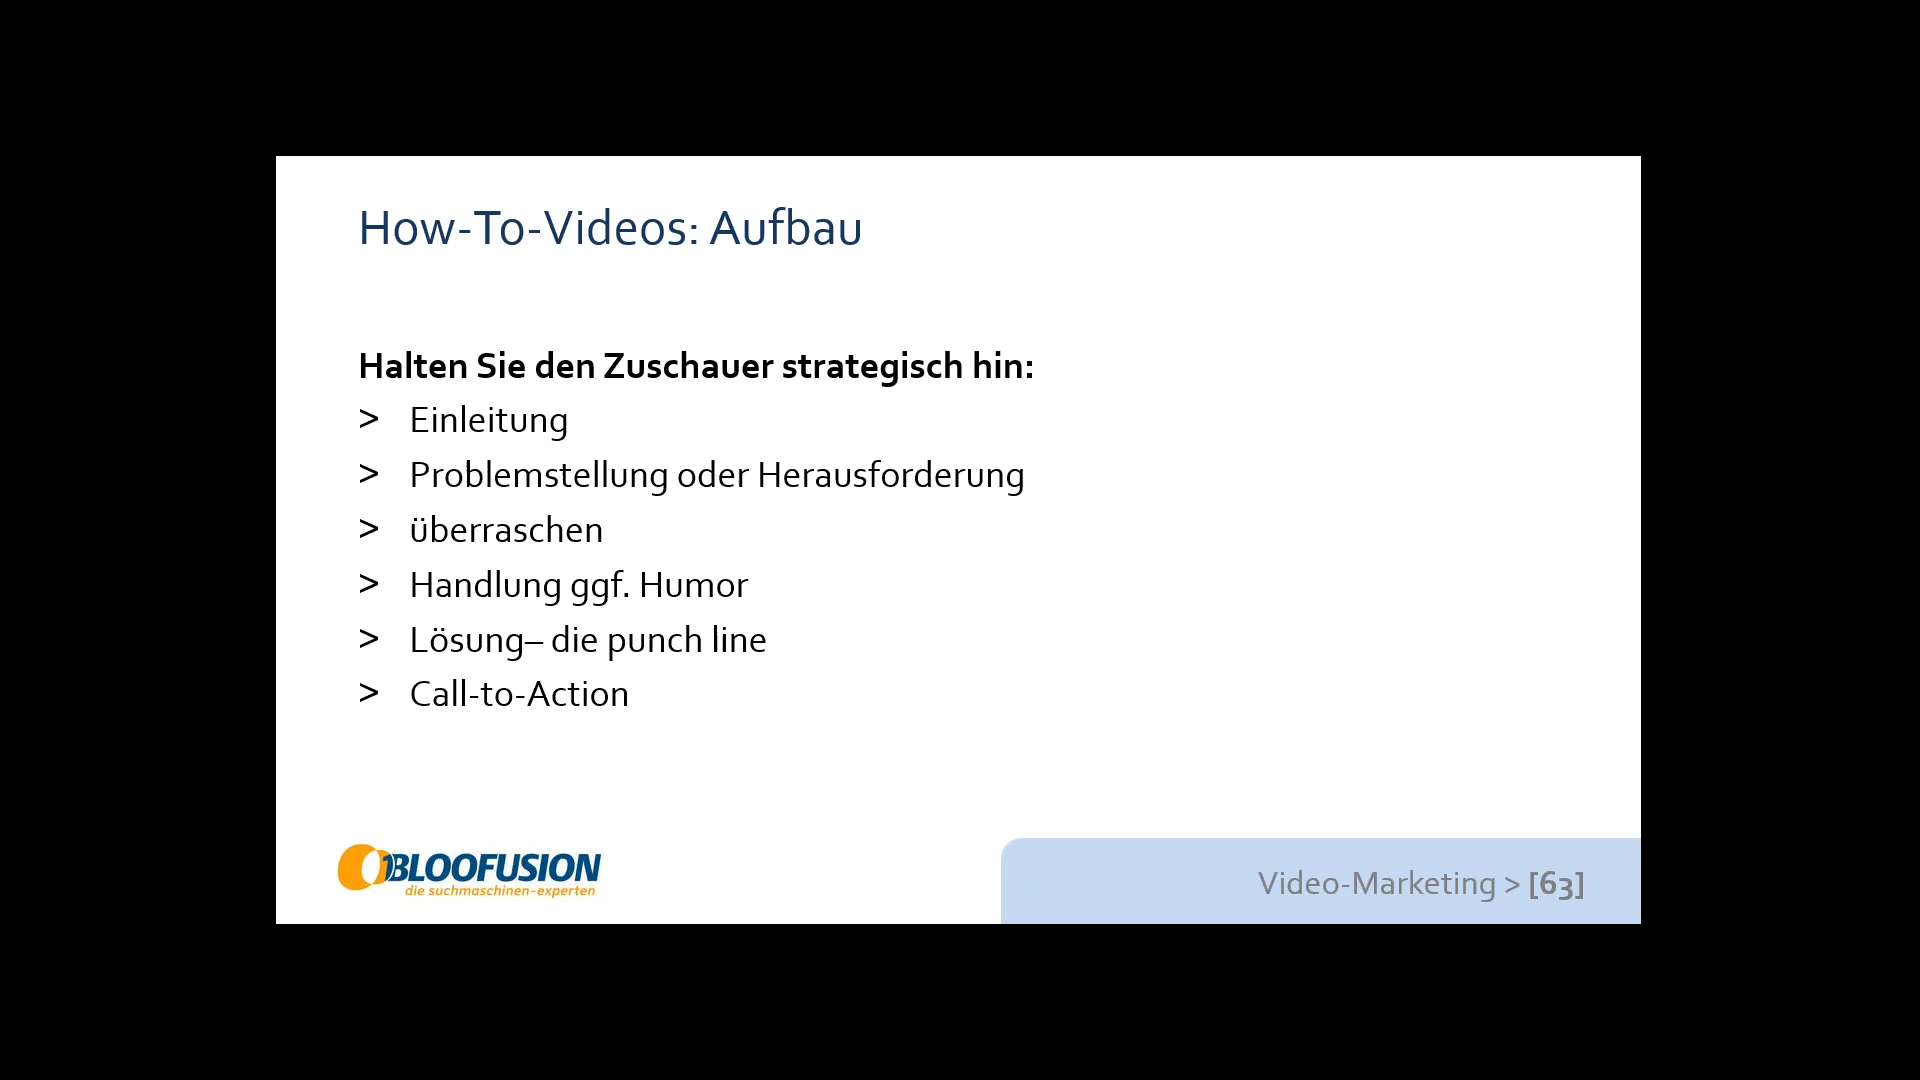 How-To-Videos: Aufbau
Halten Sie den Zuschauer strategisch hin:
> Einleitung
> Problemstellung oder Herausforderung
> überraschen
> Handlung ggf. Humor
> Lösung– die punch line
> Call-to-Action
BLOOFUSION
die suchmaschinen-experten
Video-Marketing > [63]